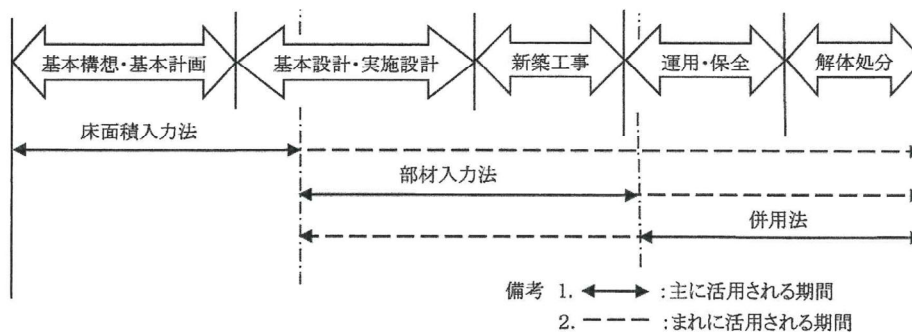 基本構想・基本計画 基本設計・実施設計 新築工事 運用・保全 解体処分
床面積入力法
部材入力法
併用法
備考 1. :主に活用される期間
2. :まれに活用される期間